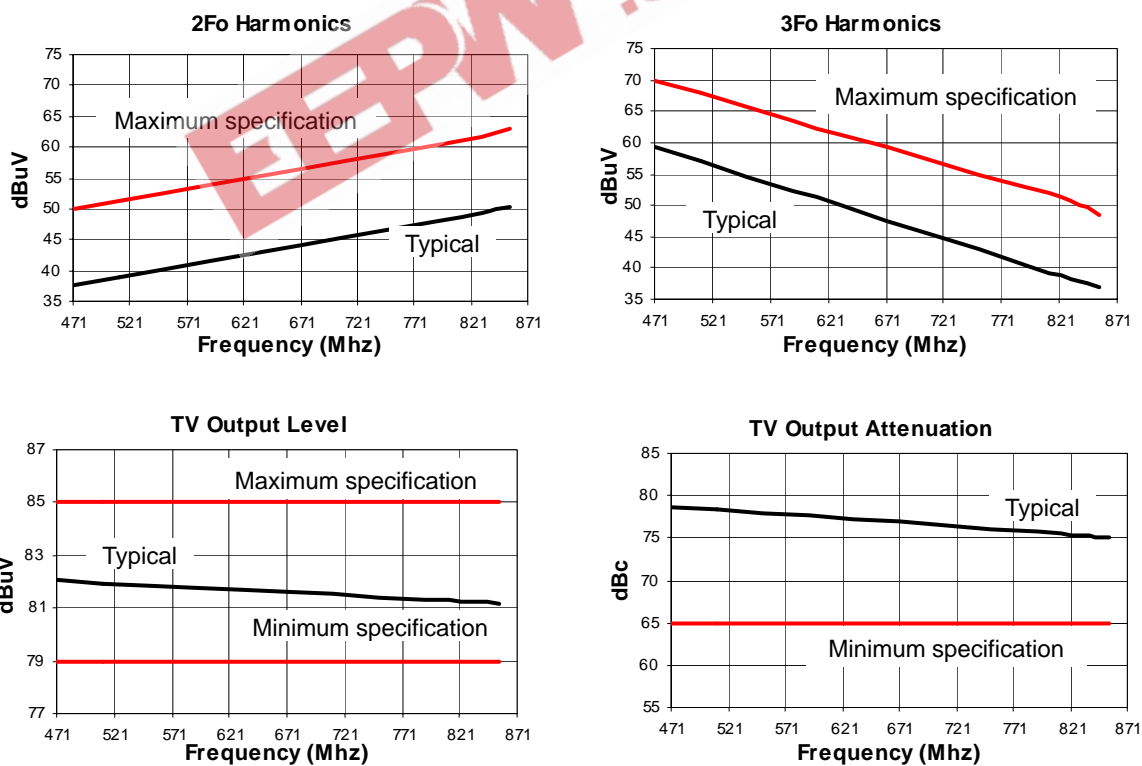 2Fo Harmonics
75
70
65
60
55
50
45
40
35
dBuV
Maximum specification
Typical
471 521 571 621 671 721 771 821 871
Frequency (Mhz)
3Fo Harmonics
75
70
65
60
55
50
45
40
35
dBuV
Maximum specification
Typical
471 521 571 621 671 721 771 821 871
Frequency (Mhz)
TV Output Level
87
85
83
81
79
77
dBuV
Maximum specification
Typical
Minimum specification
471 521 571 621 671 721 771 821 871
Frequency (Mhz)
TV Output Attenuation
85
80
75
70
65
60
55
dBc
Typical
Minimum specification
471 521 571 621 671 721 771 821 871
Frequency (Mhz)
EEPW